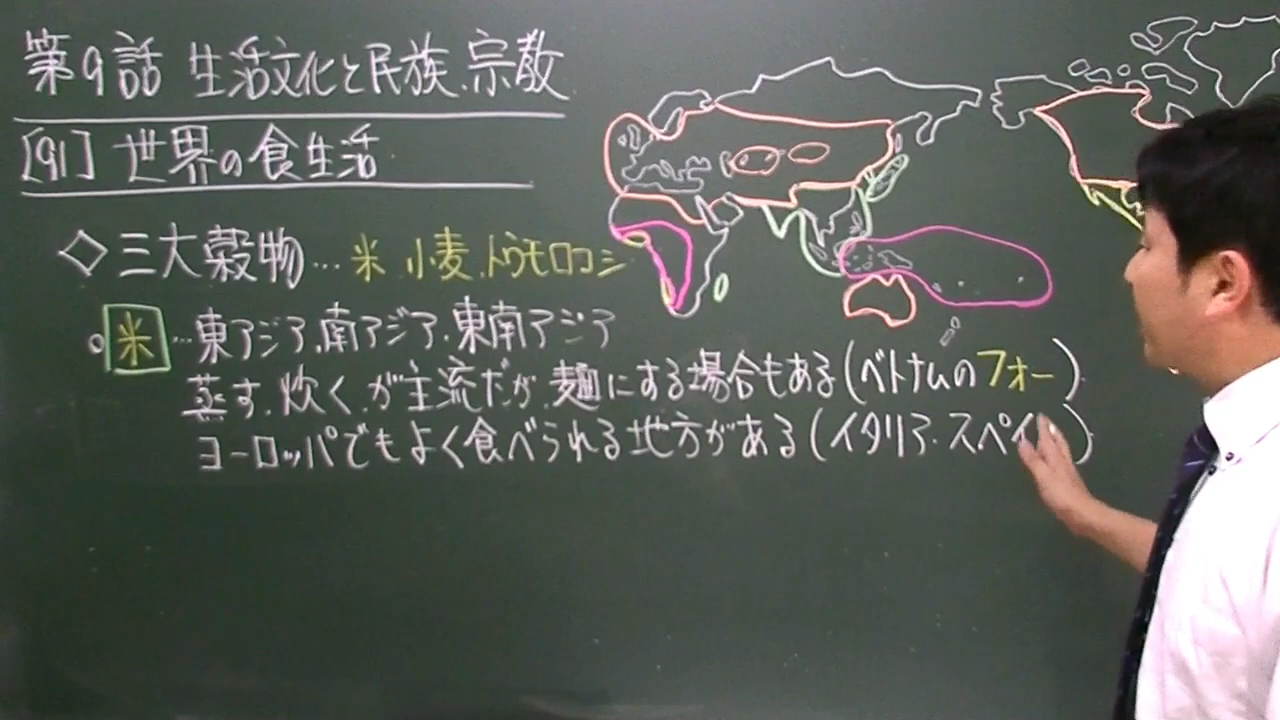 第9話 生活文化と民族、宗教
[91] 世界の食生活
◇三大穀物…米、小麦、トウモロコシ
○米…東アジア、南アジア、東南アジア
蒸す、炊く、が主流だが、麺にする場合もある(ベトナムのフォー)
ヨーロッパでもよく食べられる地方がある(イタリア、スペイン)